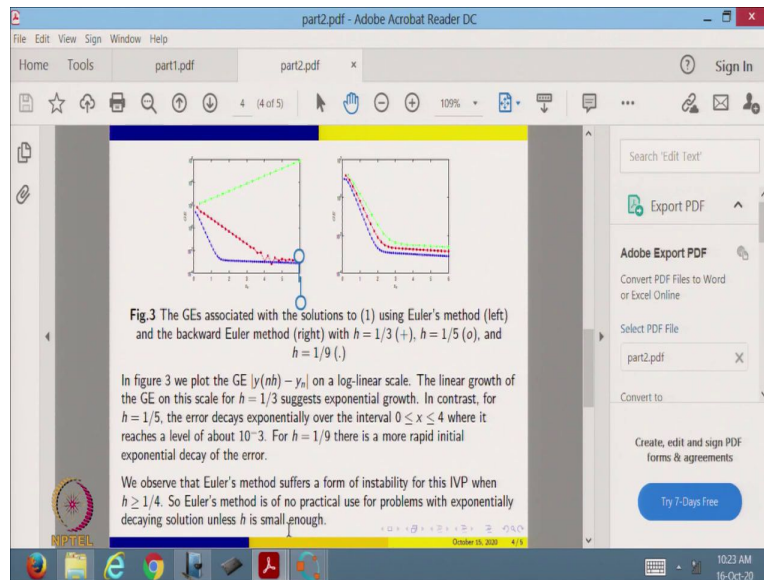 part2.pdf - Adobe Acrobat Reader DC
File Edit View Sign Window Help
Home Tools part1.pdf part2.pdf × ? Sign In
4 (4 of 5) 109%
Search 'Edit Text'
Export PDF
Adobe Export PDF
Convert PDF Files to Word
or Excel Online
Select PDF File
part2.pdf X
Convert to
Create, edit and sign PDF
forms & agreements
Try 7-Days Free
Fig.3 The GEs associated with the solutions to (1) using Euler's method (left)
and the backward Euler method (right) with h = 1/3 (+), h = 1/5 (o), and
h = 1/9 (.)
In figure 3 we plot the GE |y(nh) − yₙ| on a log-linear scale. The linear growth of
the GE on this scale for h = 1/3 suggests exponential growth. In contrast, for
h = 1/5, the error decays exponentially over the interval 0 ≤ x ≤ 4 where it
reaches a level of about 10⁻3. For h = 1/9 there is a more rapid initial
exponential decay of the error.
We observe that Euler's method suffers a form of instability for this IVP when
h ≥ 1/4. So Euler's method is of no practical use for problems with exponentially
decaying solution unless h is small enough.
NPTEL
October 15, 2020 4/5
10:23 AM
16-Oct-20